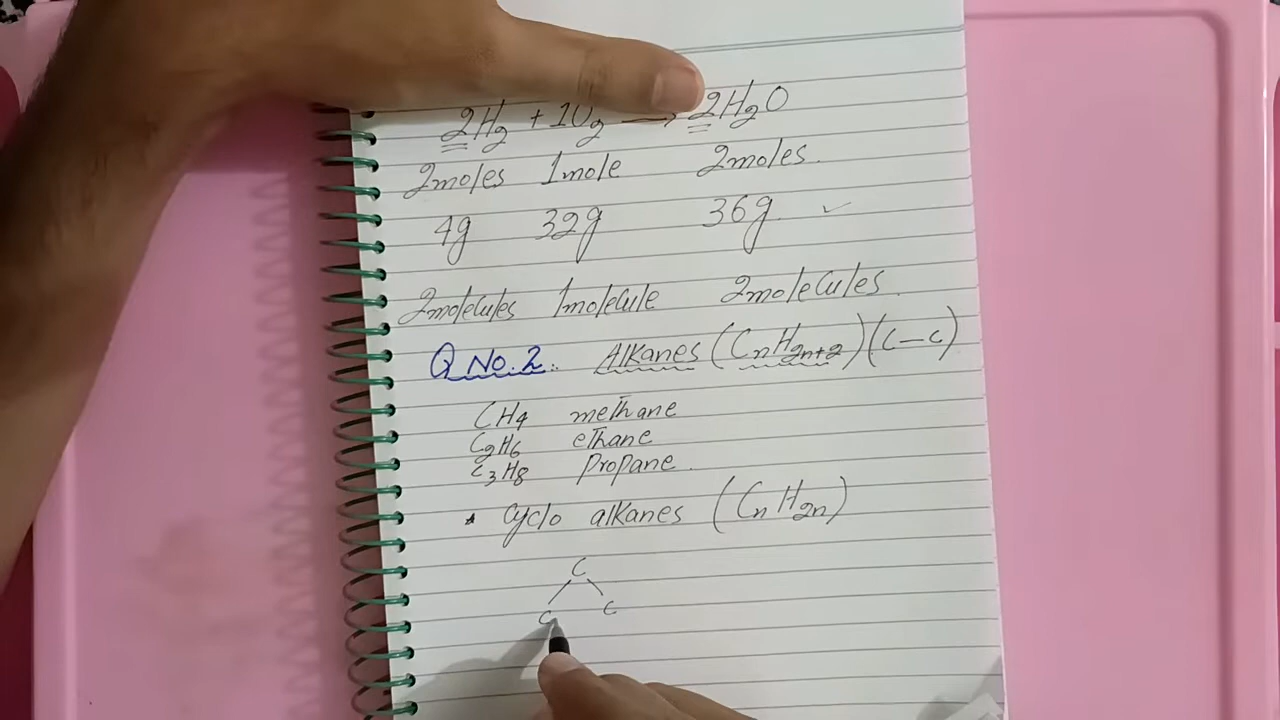 2H2 + 1O2 → 2H2O
2moles 1mole 2moles.
4g 32g 36g ✓
2molecules 1molecule 2molecules.
Q No.2. Alkanes (CnH2n+2)(C-C)
CH4 methane
C2H6 ethane
C3H8 Propane.
* cyclo alkanes (CnH2n)
C
C C